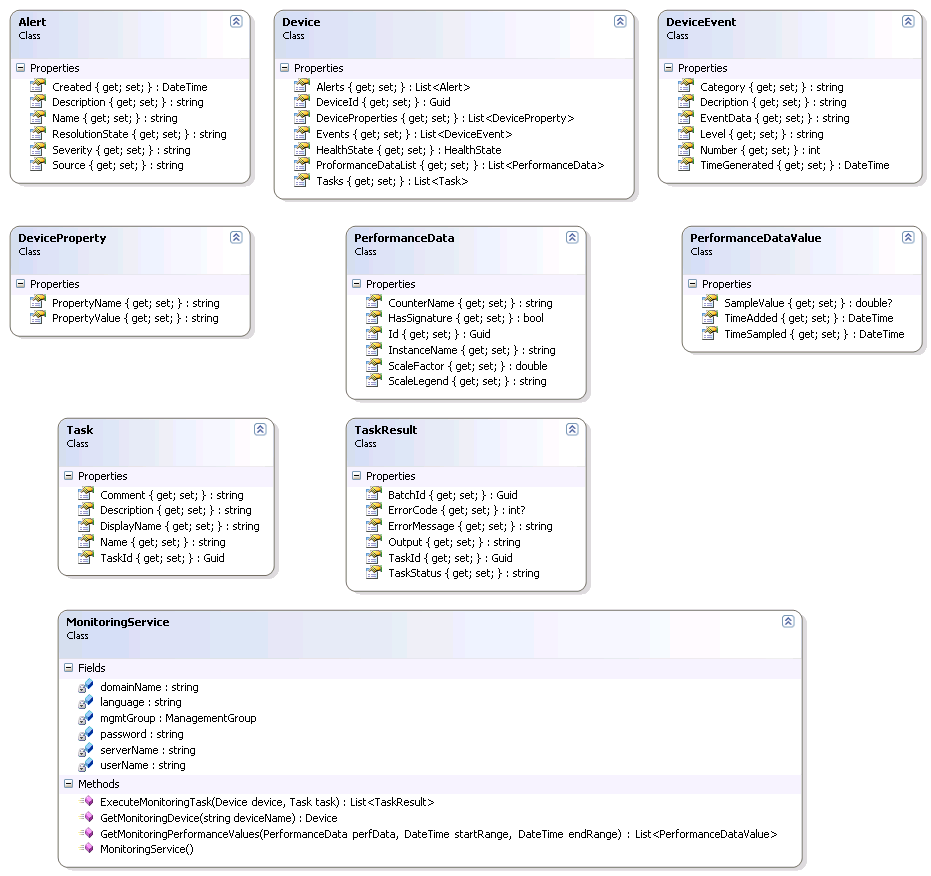 Alert
Class
Properties
Created { get; set; } : DateTime
Description { get; set; } : string
Name { get; set; } : string
ResolutionState { get; set; } : string
Severity { get; set; } : string
Source { get; set; } : string
Device
Class
Properties
Alerts { get; set; } : List<Alert>
DeviceId { get; set; } : Guid
DeviceProperties { get; set; } : List<DeviceProperty>
Events { get; set; } : List<DeviceEvent>
HealthState { get; set; } : HealthState
ProformanceDataList { get; set; } : List<PerformanceData>
Tasks { get; set; } : List<Task>
DeviceEvent
Class
Properties
Category { get; set; } : string
Decription { get; set; } : string
EventData { get; set; } : string
Level { get; set; } : string
Number { get; set; } : int
TimeGenerated { get; set; } : DateTime
DeviceProperty
Class
Properties
PropertyName { get; set; } : string
PropertyValue { get; set; } : string
PerformanceData
Class
Properties
CounterName { get; set; } : string
HasSignature { get; set; } : bool
Id { get; set; } : Guid
InstanceName { get; set; } : string
ScaleFactor { get; set; } : double
ScaleLegend { get; set; } : string
PerformanceDataValue
Class
Properties
SampleValue { get; set; } : double?
TimeAdded { get; set; } : DateTime
TimeSampled { get; set; } : DateTime
Task
Class
Properties
Comment { get; set; } : string
Description { get; set; } : string
DisplayName { get; set; } : string
Name { get; set; } : string
TaskId { get; set; } : Guid
TaskResult
Class
Properties
BatchId { get; set; } : Guid
ErrorCode { get; set; } : int?
ErrorMessage { get; set; } : string
Output { get; set; } : string
TaskId { get; set; } : Guid
TaskStatus { get; set; } : string
MonitoringService
Class
Fields
domainName : string
language : string
mgmtGroup : ManagementGroup
password : string
serverName : string
userName : string
Methods
ExecuteMonitoringTask(Device device, Task task) : List<TaskResult>
GetMonitoringDevice(string deviceName) : Device
GetMonitoringPerformanceValues(PerformanceData perfData, DateTime startRange, DateTime endRange) : List<PerformanceDataValue>
MonitoringService()